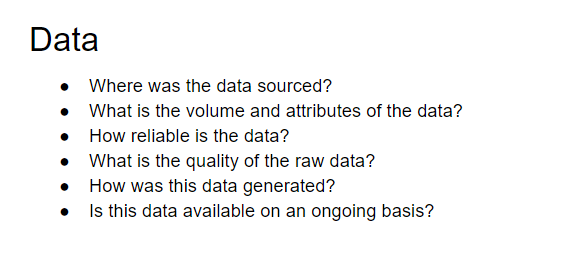 Data
● Where was the data sourced?
● What is the volume and attributes of the data?
● How reliable is the data?
● What is the quality of the raw data?
● How was this data generated?
● Is this data available on an ongoing basis?